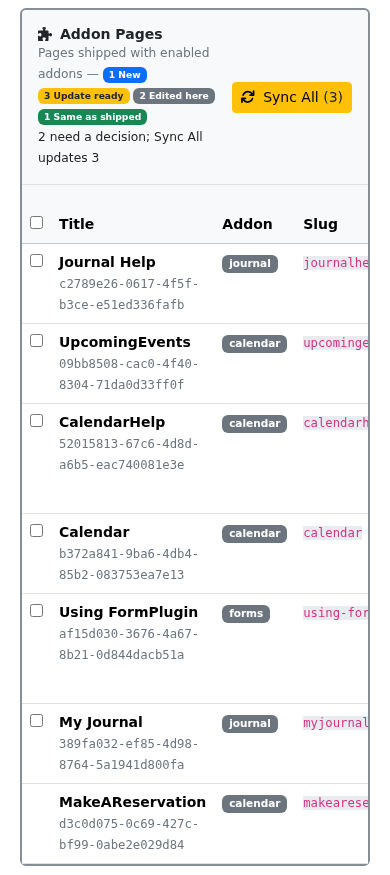 Addon Pages
Pages shipped with enabled
addons — 1 New
3 Update ready 2 Edited here
1 Same as shipped
2 need a decision; Sync All
updates 3
Sync All (3)
Title Addon Slug
Journal Help journal journalhe
c2789e26-0617-4f5f-
b3ce-e51ed336fafb
UpcomingEvents calendar upcominge
09bb8508-cac0-4f40-
8304-71da0d33ff0f
CalendarHelp calendar calendarh
52015813-67c6-4d8d-
a6b5-eac740081e3e
Calendar calendar calendar
b372a841-9ba6-4db4-
85b2-083753ea7e13
Using FormPlugin forms using-for
af15d030-3676-4a67-
8b21-0d844dacb51a
My Journal journal myjournal
389fa032-ef85-4d98-
8764-5a1941d800fa
MakeAReservation calendar makearese
d3c0d075-0c69-427c-
bf99-0abe2e029d84